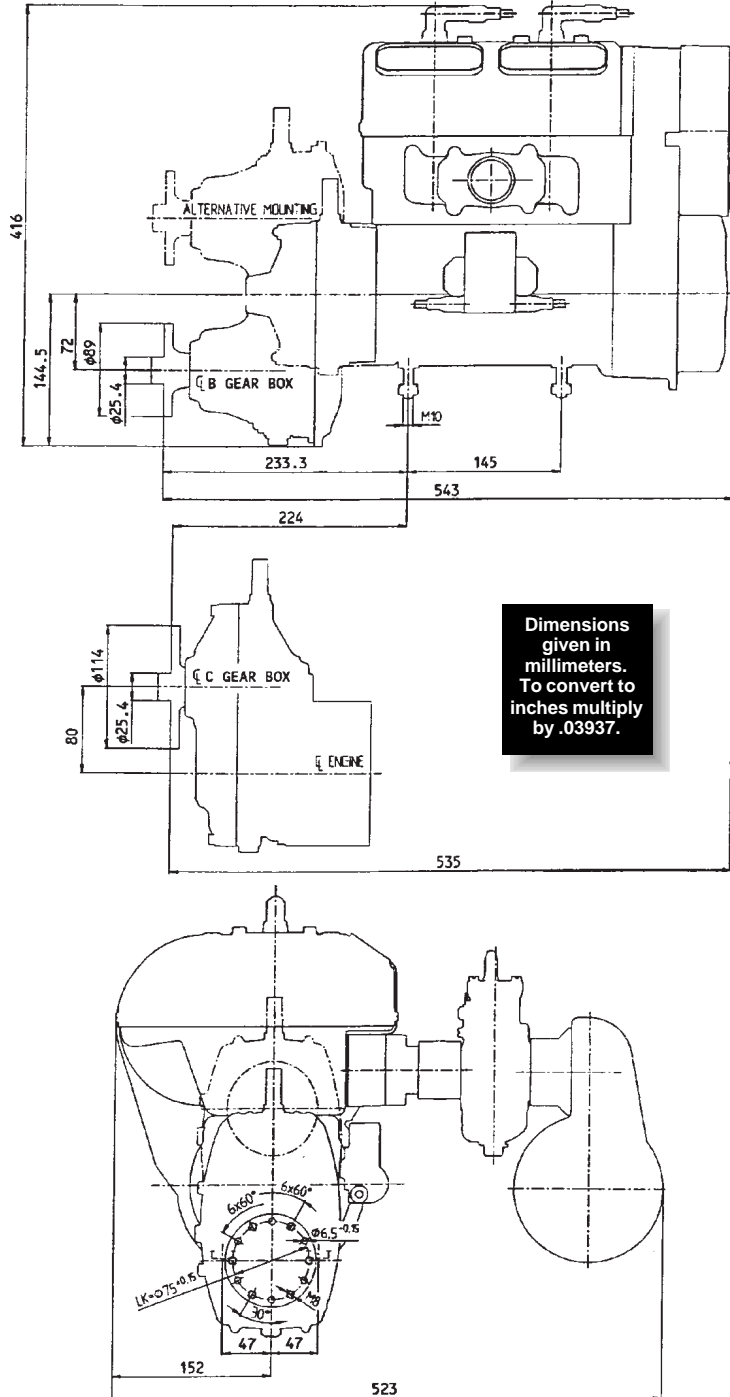 416
ALTERNATIVE MOUNTING
144.5
72
ϕ89
ϕ25.4
℄ B GEAR BOX
M10
233.3
145
543
224
ϕ114
ϕ25.4
80
℄ C GEAR BOX
℄ ENGINE
Dimensions
given in
millimeters.
To convert to
inches multiply
by .03937.
535
6x60°
6x60°
Ø6,5-0,15
LK=Ø75+0,15
M8
30°
47
47
152
523